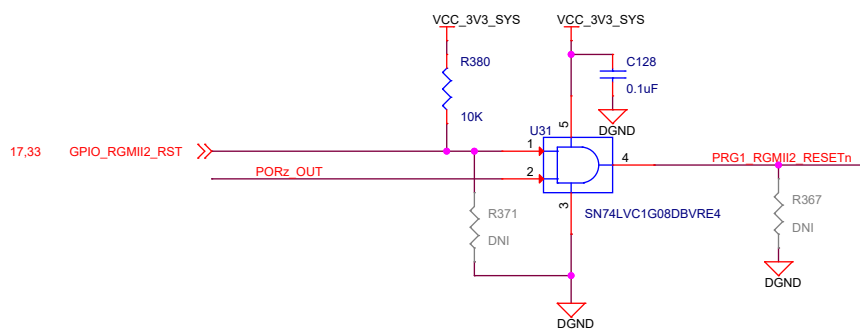 VCC_3V3_SYS VCC_3V3_SYS
R380 C128
10K 0.1uF
U31 5 DGND
17,33 GPIO_RGMII2_RST 1 4 PRG1_RGMII2_RESETn
PORz_OUT 2
R371 3 SN74LVC1G08DBVRE4 R367
DNI DNI
DGND
DGND